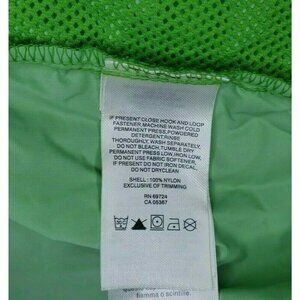 IF PRESENT CLOSE HOOK AND LOOP
FASTENER, MACHINE WASH COLD
PERMANENT PRESS, POWDERED
DETERGENT
THOROUGHLY WASH SEPARATELY
DO NOT BLEACH, TUMBLE DRY
PERMANENT PRESS LOW, IRON LOW,
DO NOT USE FABRIC SOFTENER,
IF PRESENT DO NOT IRON DECAL,
DO NOT DRYCLEAN
SHELL: 100% NYLON
EXCLUSIVE OF TRIMMING
RN 69724
CA 05367
fiamma o scintille.